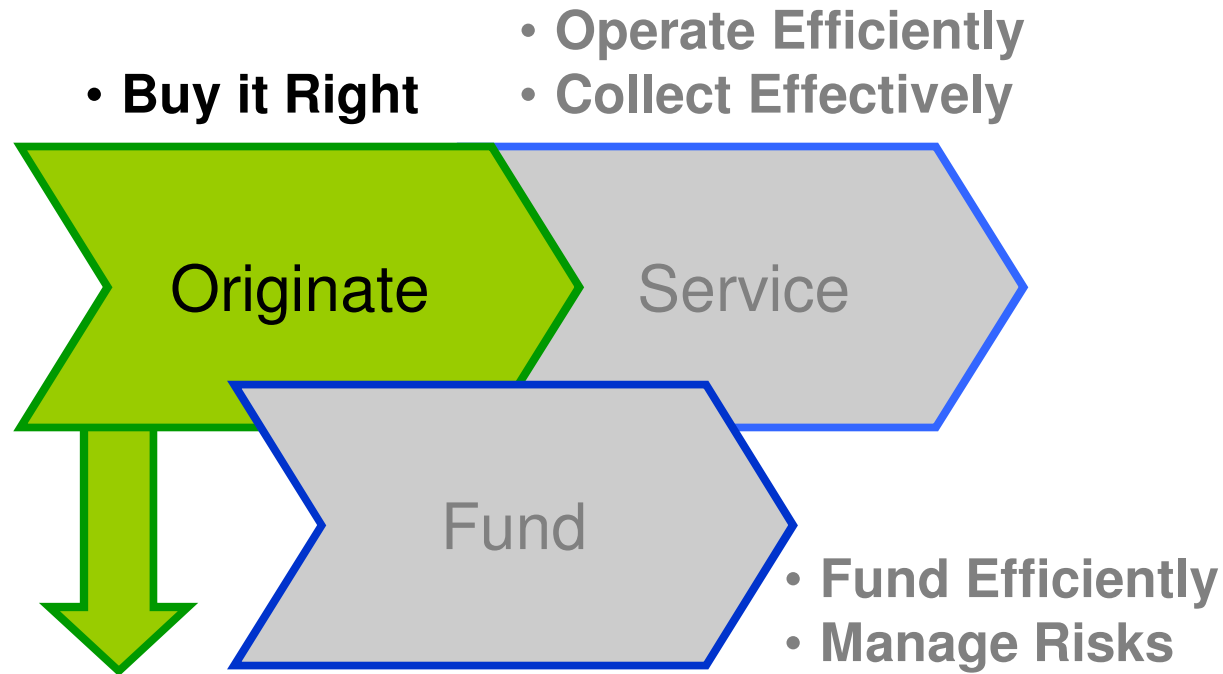 • Operate Efficiently
• Buy it Right
• Collect Effectively
Originate
Service
Fund
• Fund Efficiently
• Manage Risks